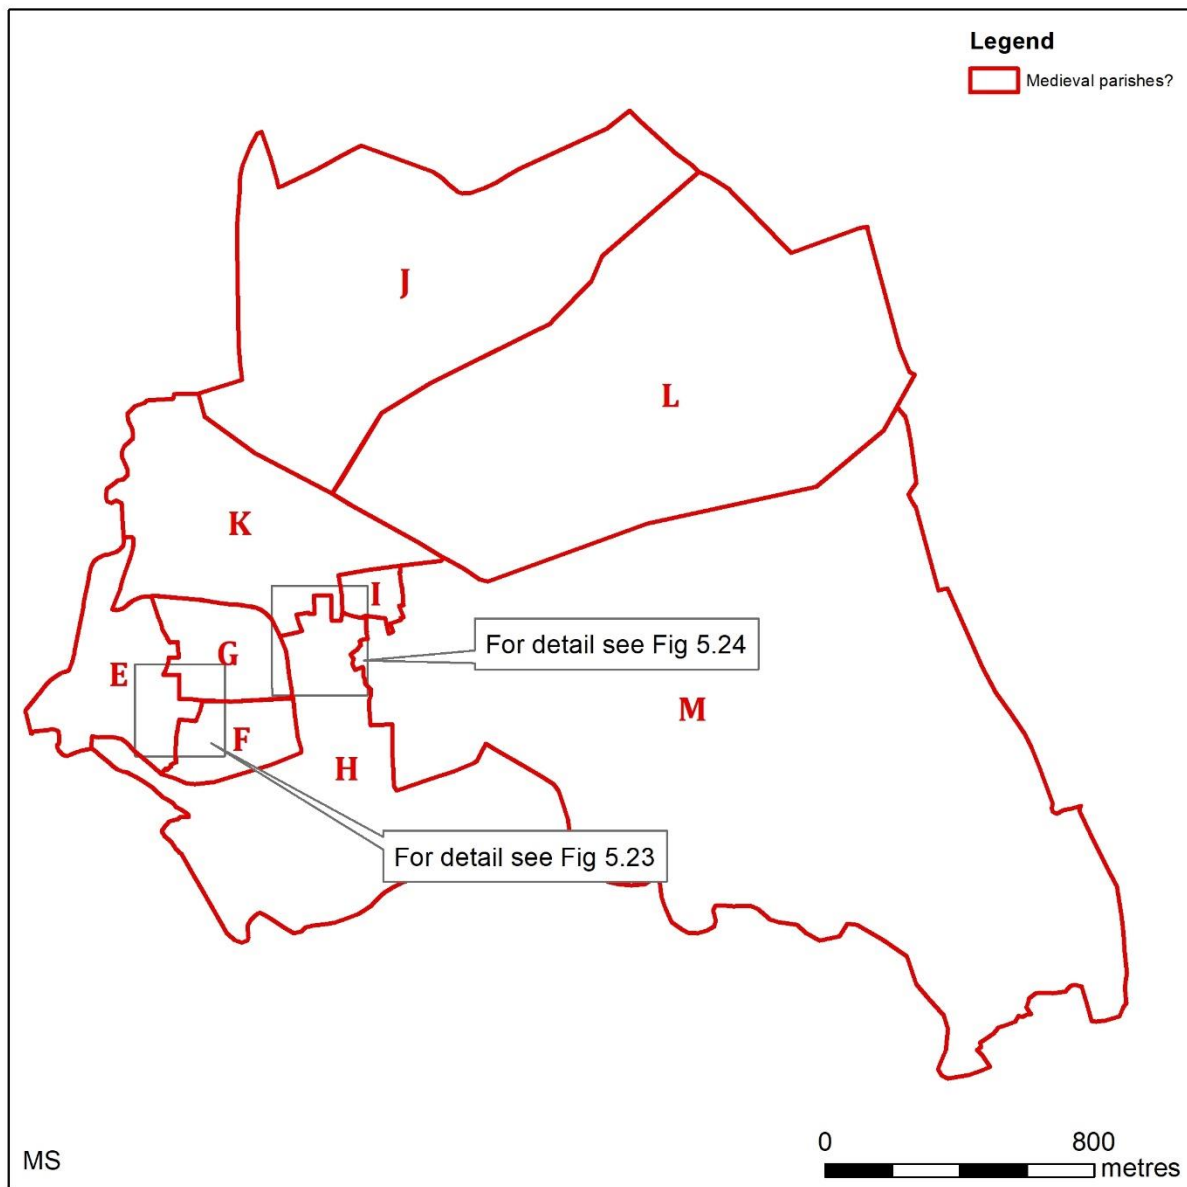 Legend
Medieval parishes?
J
L
K
I
For detail see Fig 5.24
G
E
M
F
H
For detail see Fig 5.23
0 800
metres
MS